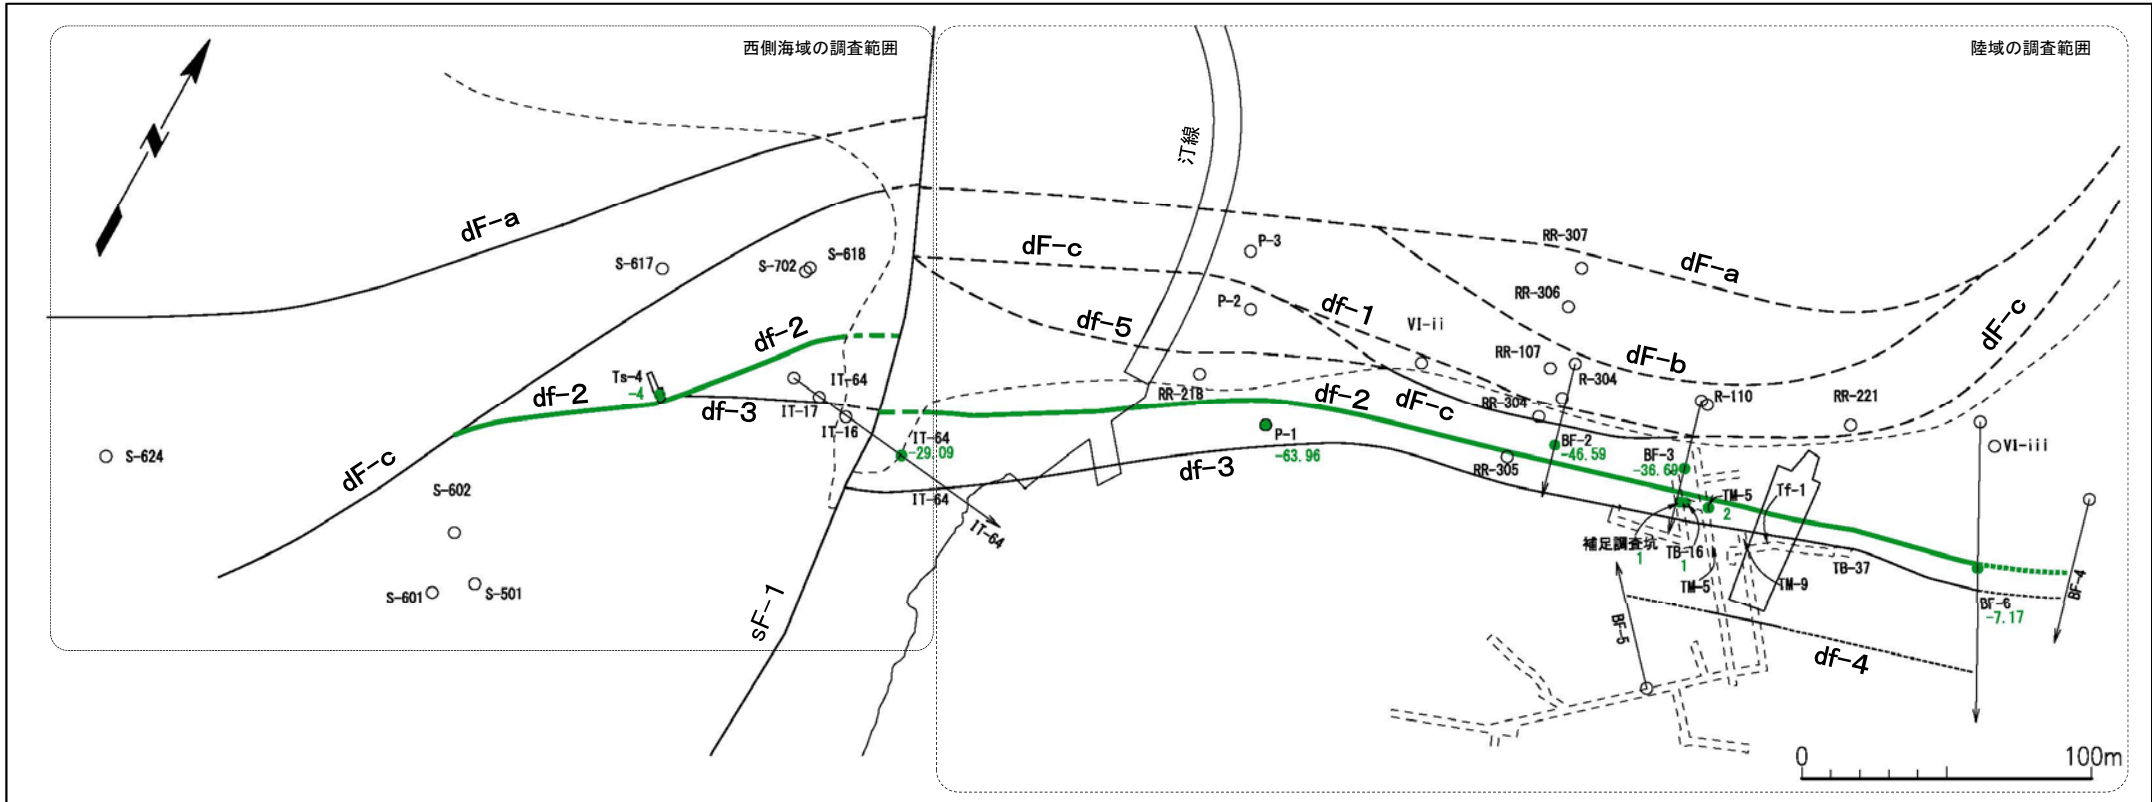 西側海域の調査範囲
陸域の調査範囲
汀線
dF-a
S-617
S-702
S-618
dF-c
P-3
RR-307
dF-a
P-2
RR-306
df-1
VI-ii
df-5
dF-c
df-2
Ts-4
-4
IT-64
RR-107
dF-b
R-304
df-2
df-3
IT-17
IT-16
RR-218
df-2
dF-c
RR-304
R-110
RR-221
IT-64
-29.09
P-1
-63.96
BF-2
-46.59
BF-3
-36.69
VI-iii
S-624
dF-c
S-602
df-3
RR-305
IT-64
IT-64
TM-5
2
Tf-1
補足調査坑
1
TB-16
1
TB-37
TM-5
TM-9
BF-4
S-601
S-501
sF-1
BF-5
BF-6
-7.17
df-4
0
100m